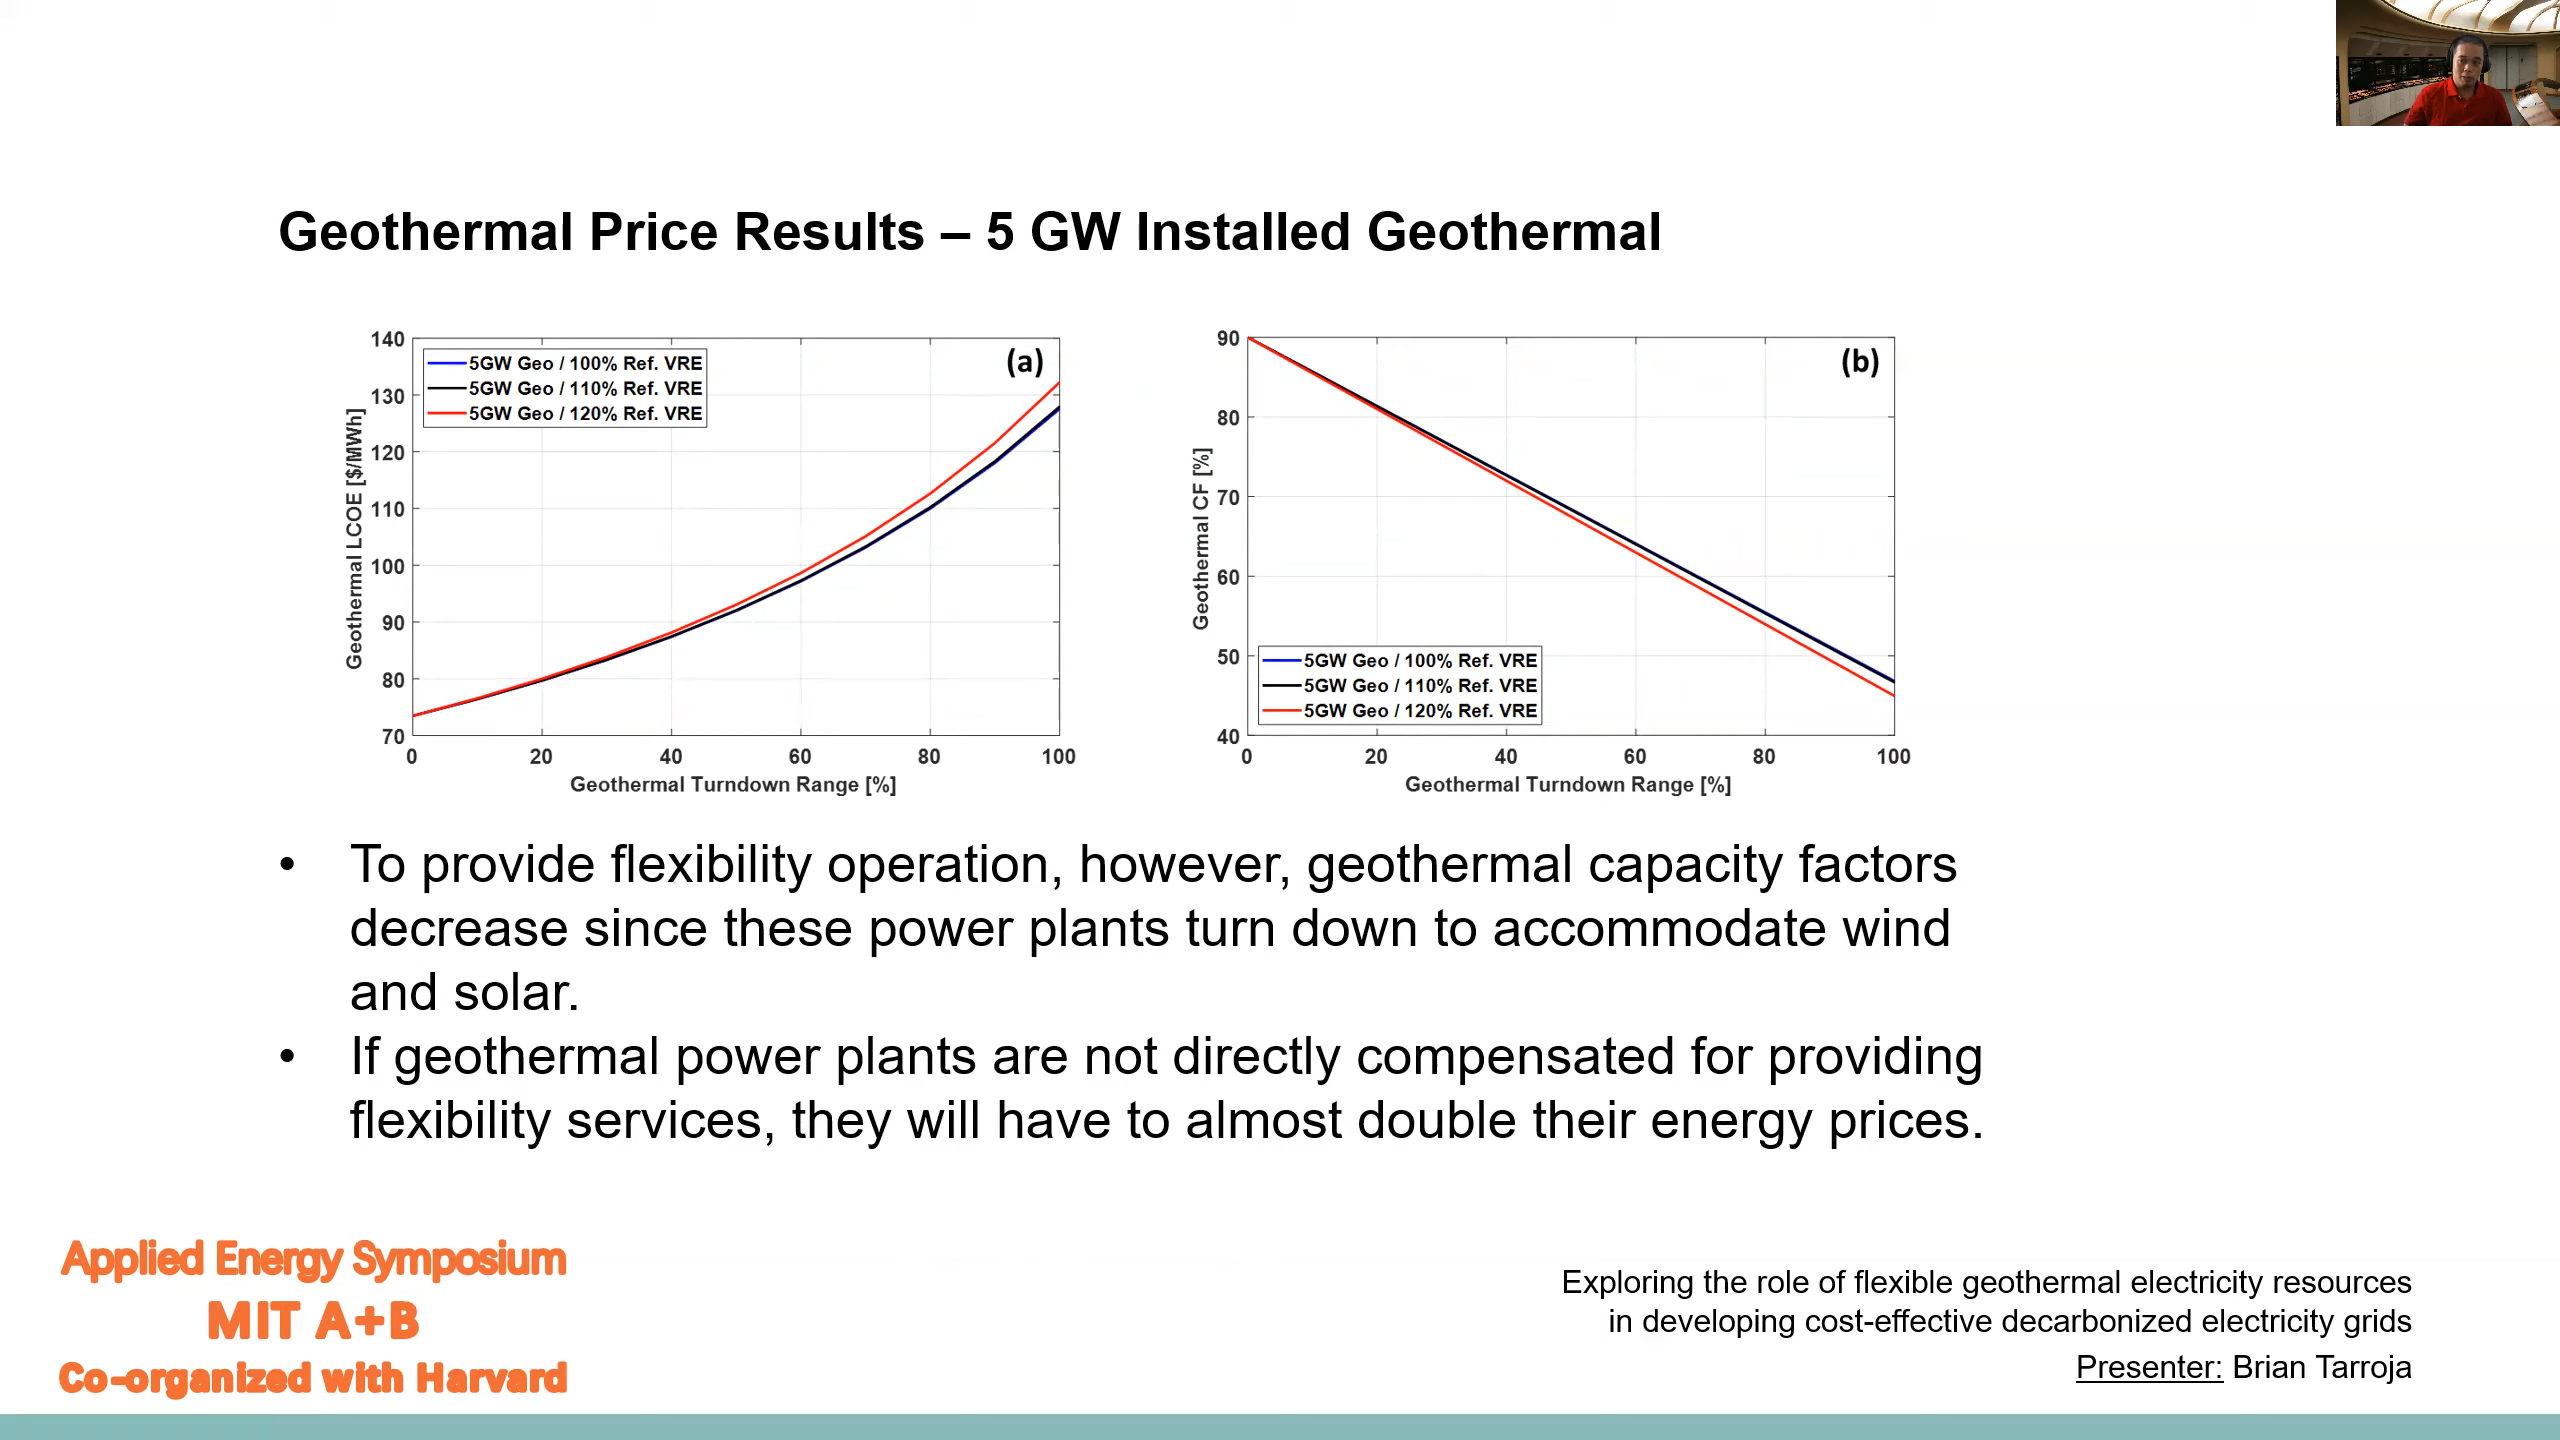 Geothermal Price Results – 5 GW Installed Geothermal
140
130
120
110
100
90
80
70
0
20
40
60
80
100
Geothermal LCOE [$/MWh]
Geothermal Turndown Range [%]
5GW Geo / 100% Ref. VRE
5GW Geo / 110% Ref. VRE
5GW Geo / 120% Ref. VRE
(a)
90
80
70
60
50
40
0
20
40
60
80
100
Geothermal CF [%]
Geothermal Turndown Range [%]
5GW Geo / 100% Ref. VRE
5GW Geo / 110% Ref. VRE
5GW Geo / 120% Ref. VRE
(b)
• To provide flexibility operation, however, geothermal capacity factors
decrease since these power plants turn down to accommodate wind
and solar.
• If geothermal power plants are not directly compensated for providing
flexibility services, they will have to almost double their energy prices.
Applied Energy Symposium
MIT A+B
Co-organized with Harvard
Exploring the role of flexible geothermal electricity resources
in developing cost-effective decarbonized electricity grids
Presenter: Brian Tarroja